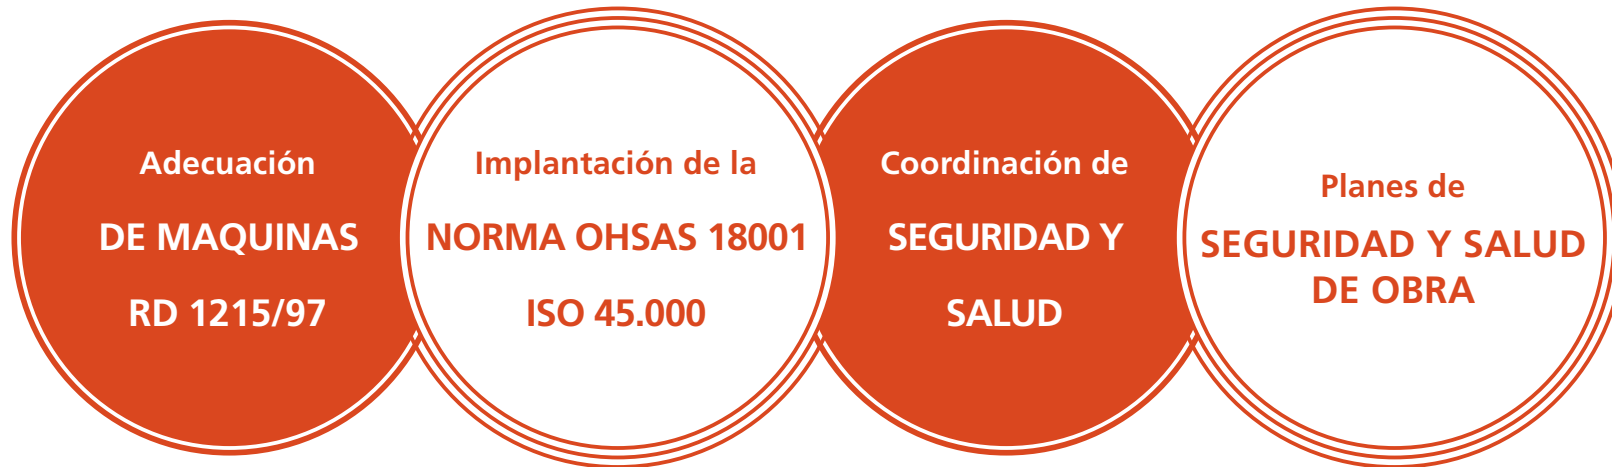 Adecuación
DE MAQUINAS
RD 1215/97
Implantación de la
NORMA OHSAS 18001
ISO 45.000
Coordinación de
SEGURIDAD Y
SALUD
Planes de
SEGURIDAD Y SALUD
DE OBRA